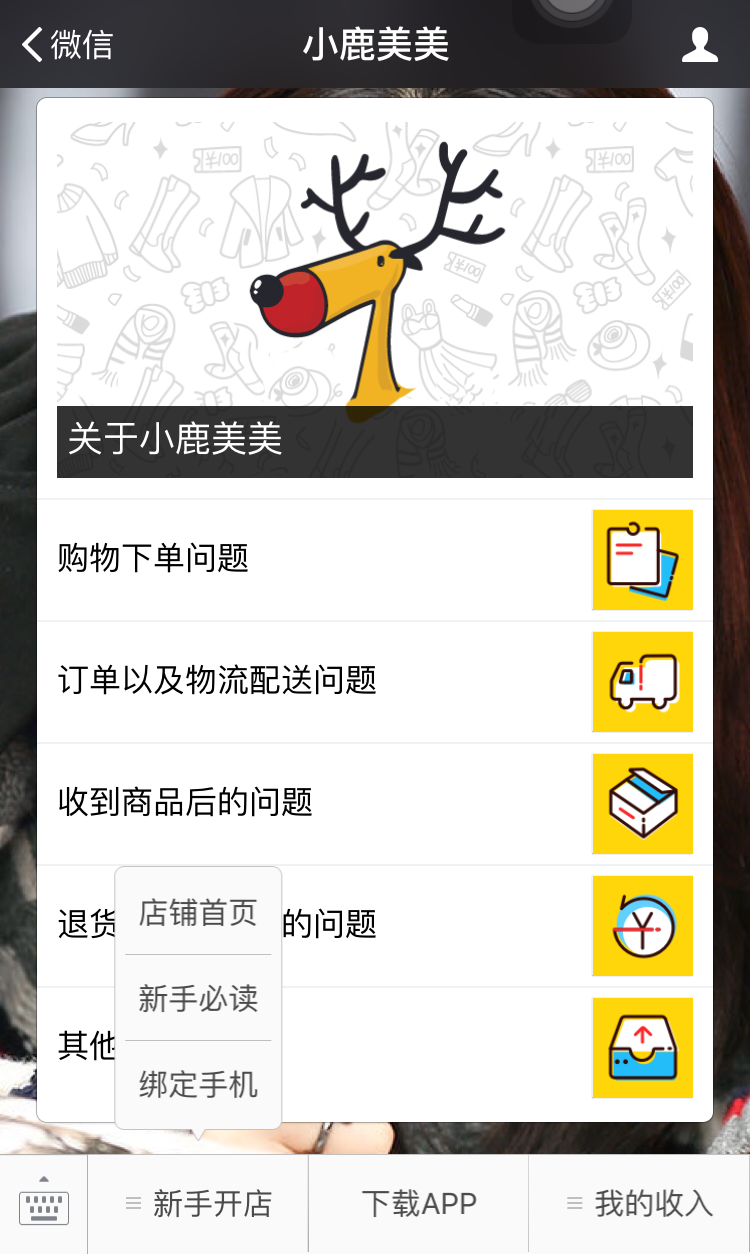 微信
小鹿美美
¥100
¥100
¥100
¥100
关于小鹿美美
购物下单问题
订单以及物流配送问题
收到商品后的问题
退货
的问题
其他
店铺首页
新手必读
绑定手机
新手开店
下载APP
我的收入